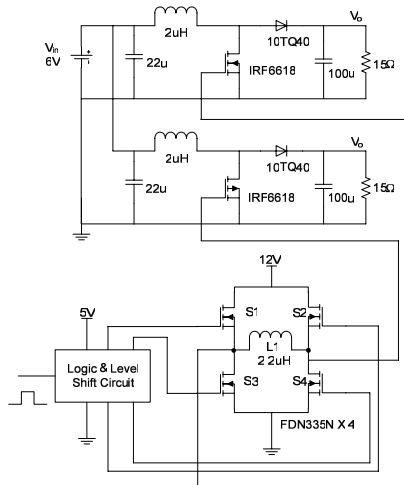 Vin
6V
2uH
22u
10TQ40
IRF6618
Vo
100u
15Ω
2uH
22u
10TQ40
IRF6618
Vo
100u
15Ω
12V
5V
S1
S2
L1
2.2uH
S3
S4
Logic & Level
Shift Circuit
FDN335N X 4